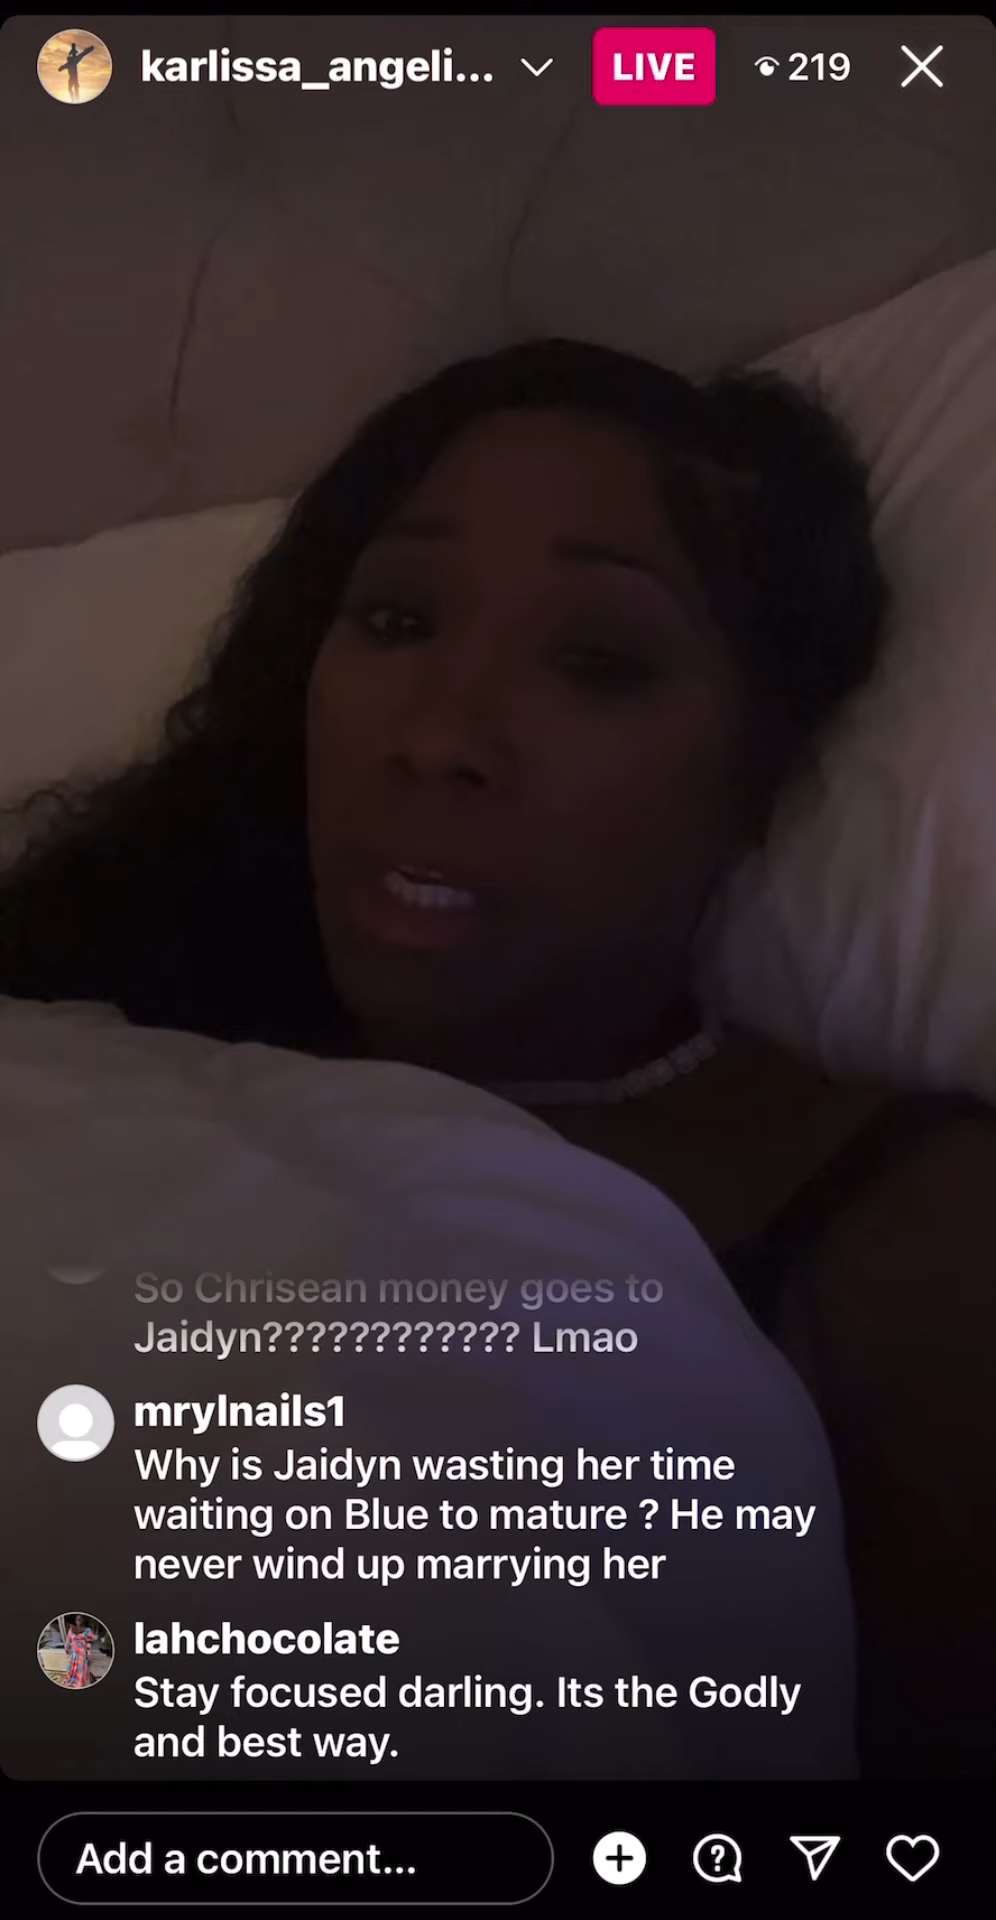 karlissa_angeli...
LIVE
219
So Chrisean money goes to
Jaidyn???????????? Lmao
mrylnails1
Why is Jaidyn wasting her time
waiting on Blue to mature ? He may
never wind up marrying her
lahchocolate
Stay focused darling. Its the Godly
and best way.
Add a comment...